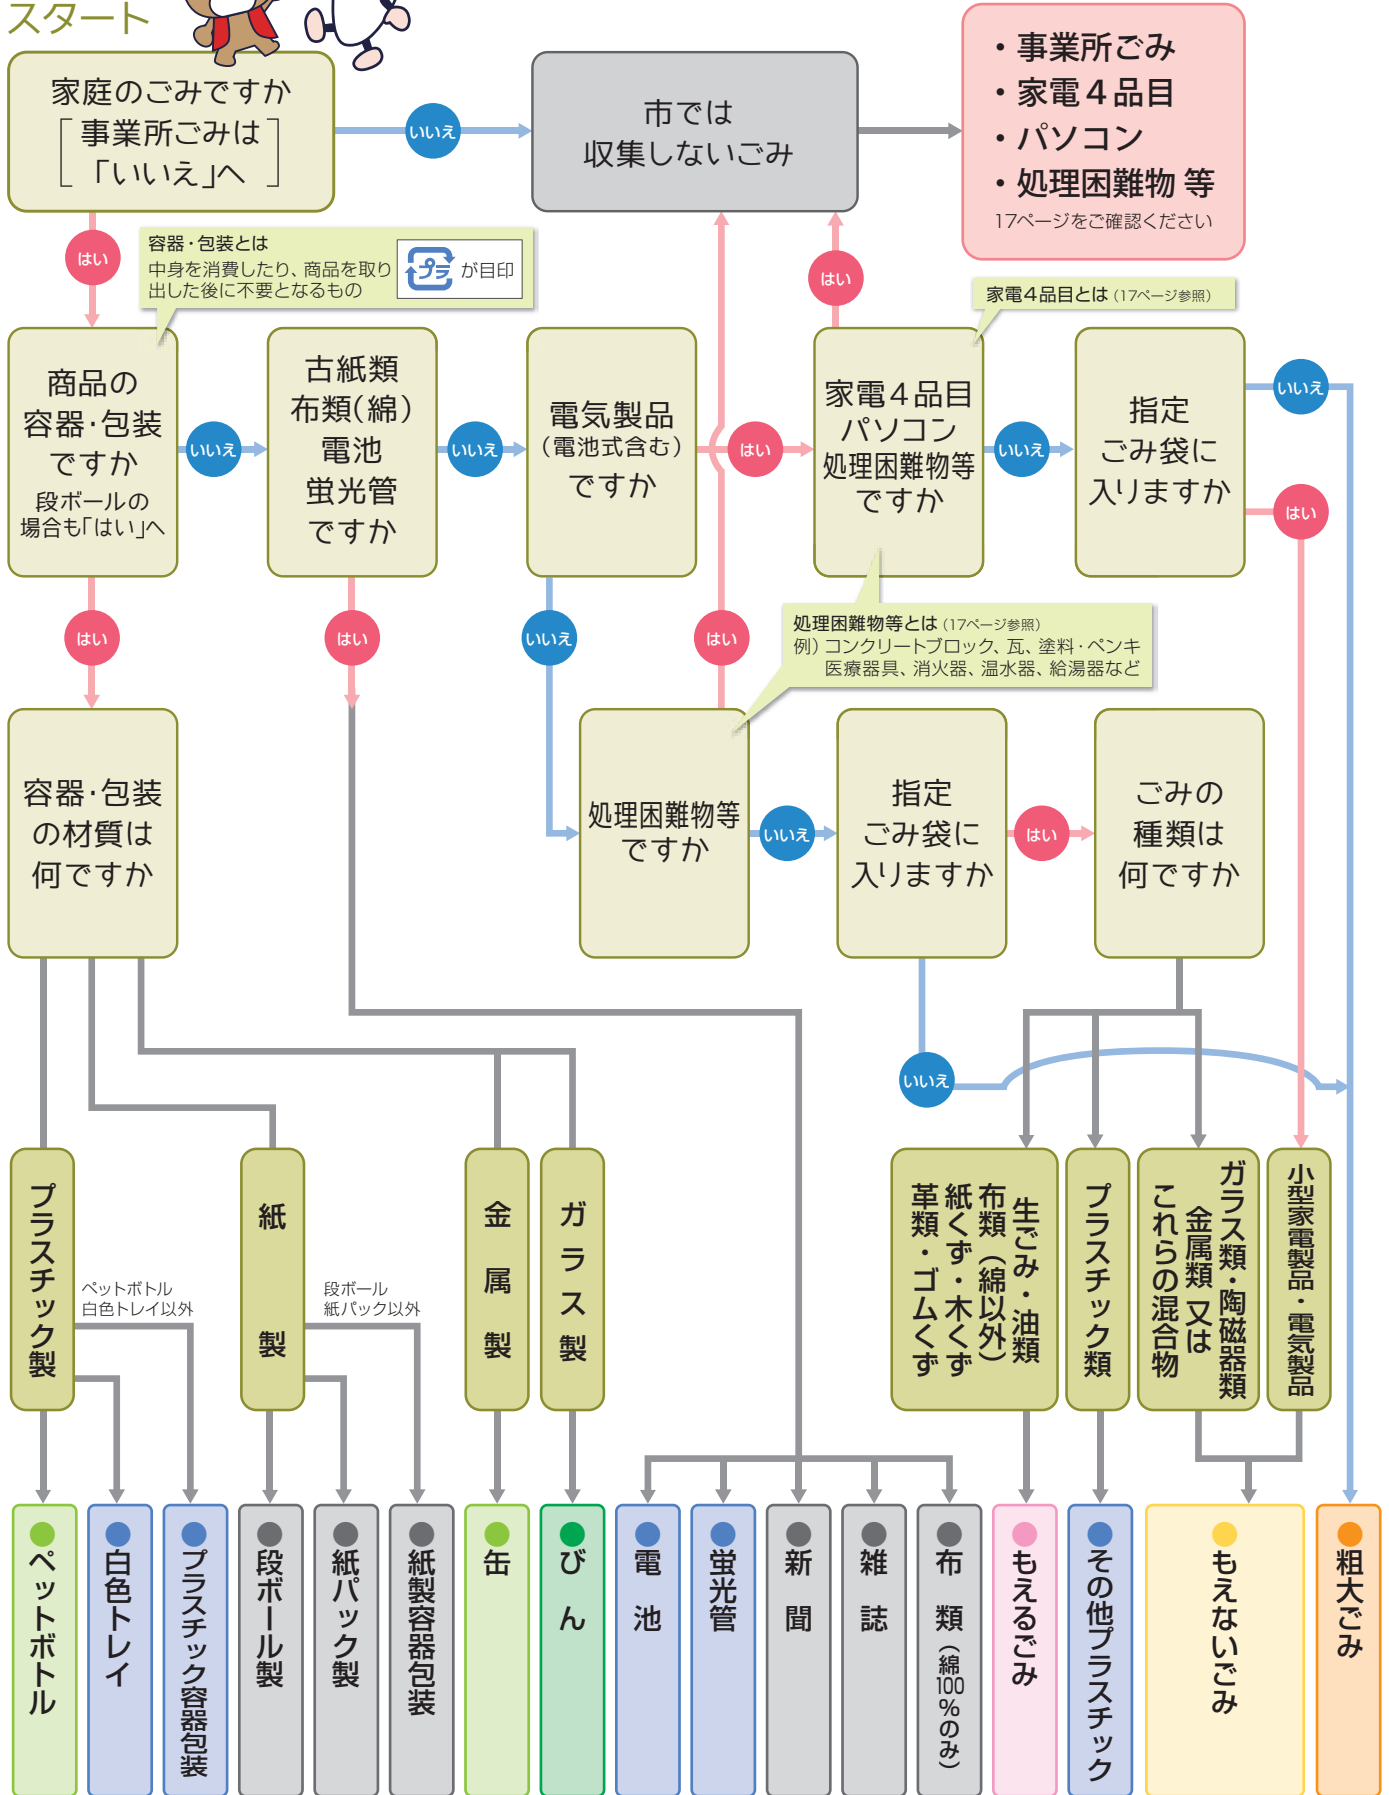 スタート
家庭のごみですか
事業所ごみは
「いいえ」へ
いいえ
市では
収集しないごみ
・事業所ごみ
・家電４品目
・パソコン
・処理困難物 等
17ページをご確認ください
はい
容器・包装とは
中身を消費したり、商品を取り
出した後に不要となるもの
プラ
が目印
はい
家電４品目とは（17ページ参照）
商品の
容器・包装
ですか
段ボールの
場合も「はい」へ
いいえ
古紙類
布類（綿）
電池
蛍光管
ですか
いいえ
電気製品
（電池式含む）
ですか
はい
家電４品目
パソコン
処理困難物等
ですか
いいえ
指定
ごみ袋に
入りますか
いいえ
はい
はい
はい
いいえ
はい
処理困難物等とは（17ページ参照）
例）コンクリートブロック、瓦、塗料・ペンキ
医療器具、消火器、温水器、給湯器など
容器・包装
の材質は
何ですか
処理困難物等
ですか
いいえ
指定
ごみ袋に
入りますか
はい
ごみの
種類は
何ですか
いいえ
プラスチック製
ペットボトル
白色トレイ以外
紙製
段ボール
紙パック以外
金属製
ガラス製
生ごみ・油類
布類（綿以外）
紙くず・木くず
革類・ゴムくず
プラスチック類
ガラス類・陶磁器類
金属類 又は
これらの混合物
小型家電製品・電気製品
ペットボトル
白色トレイ
プラスチック容器包装
段ボール製
紙パック製
紙製容器包装
缶
びん
電池
蛍光管
新聞
雑誌
布類（綿100％のみ）
もえるごみ
その他プラスチック
もえないごみ
粗大ごみ